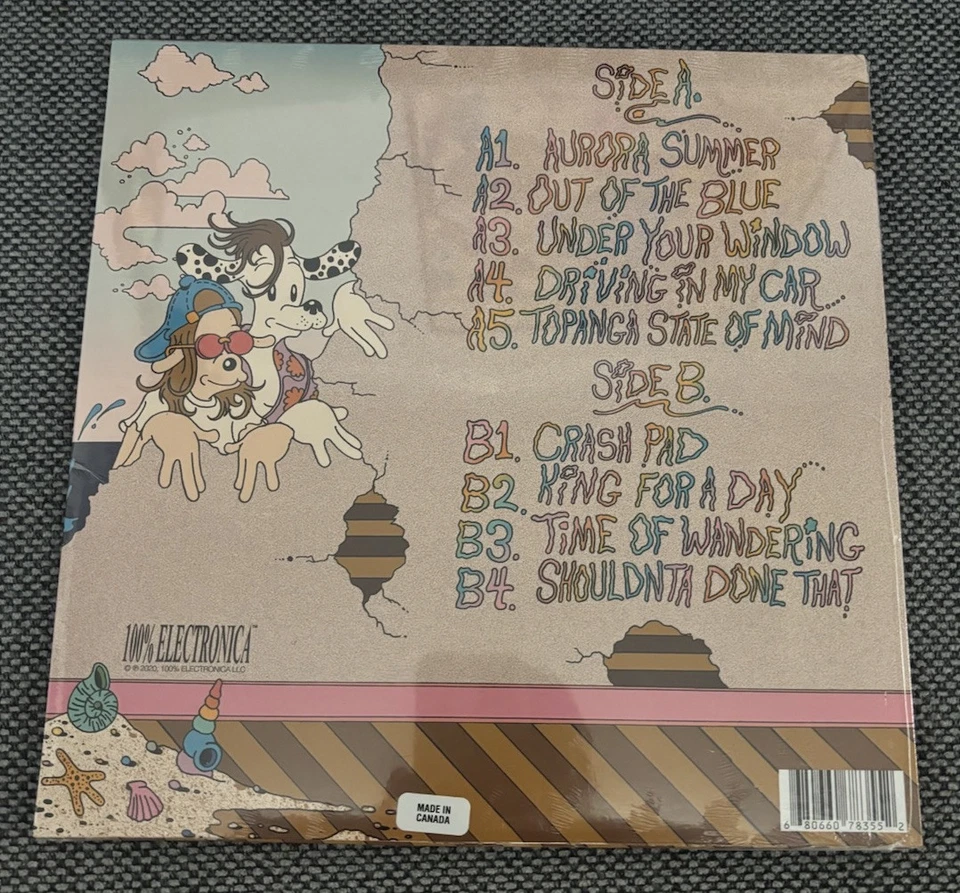 SiDE A.
A1. AURORA SUMMER
A2. OUT OF THE BLUE
A3. UNDER YOUR WiNDOW
A4. DRiViNG iN MY CAR...
A5. TOPANGA STATE OF MiND
SiDE B.
B1. CRASH PAD
B2. KiNG FOR A DAY...
B3. TiME OF WANDERiNG
B4. SHOULDNTA DONE THAT
100% ELECTRONICA™
© ℗ 2020, 100% ELECTRONICA LLC
MADE IN
CANADA
6 80660 78355 2